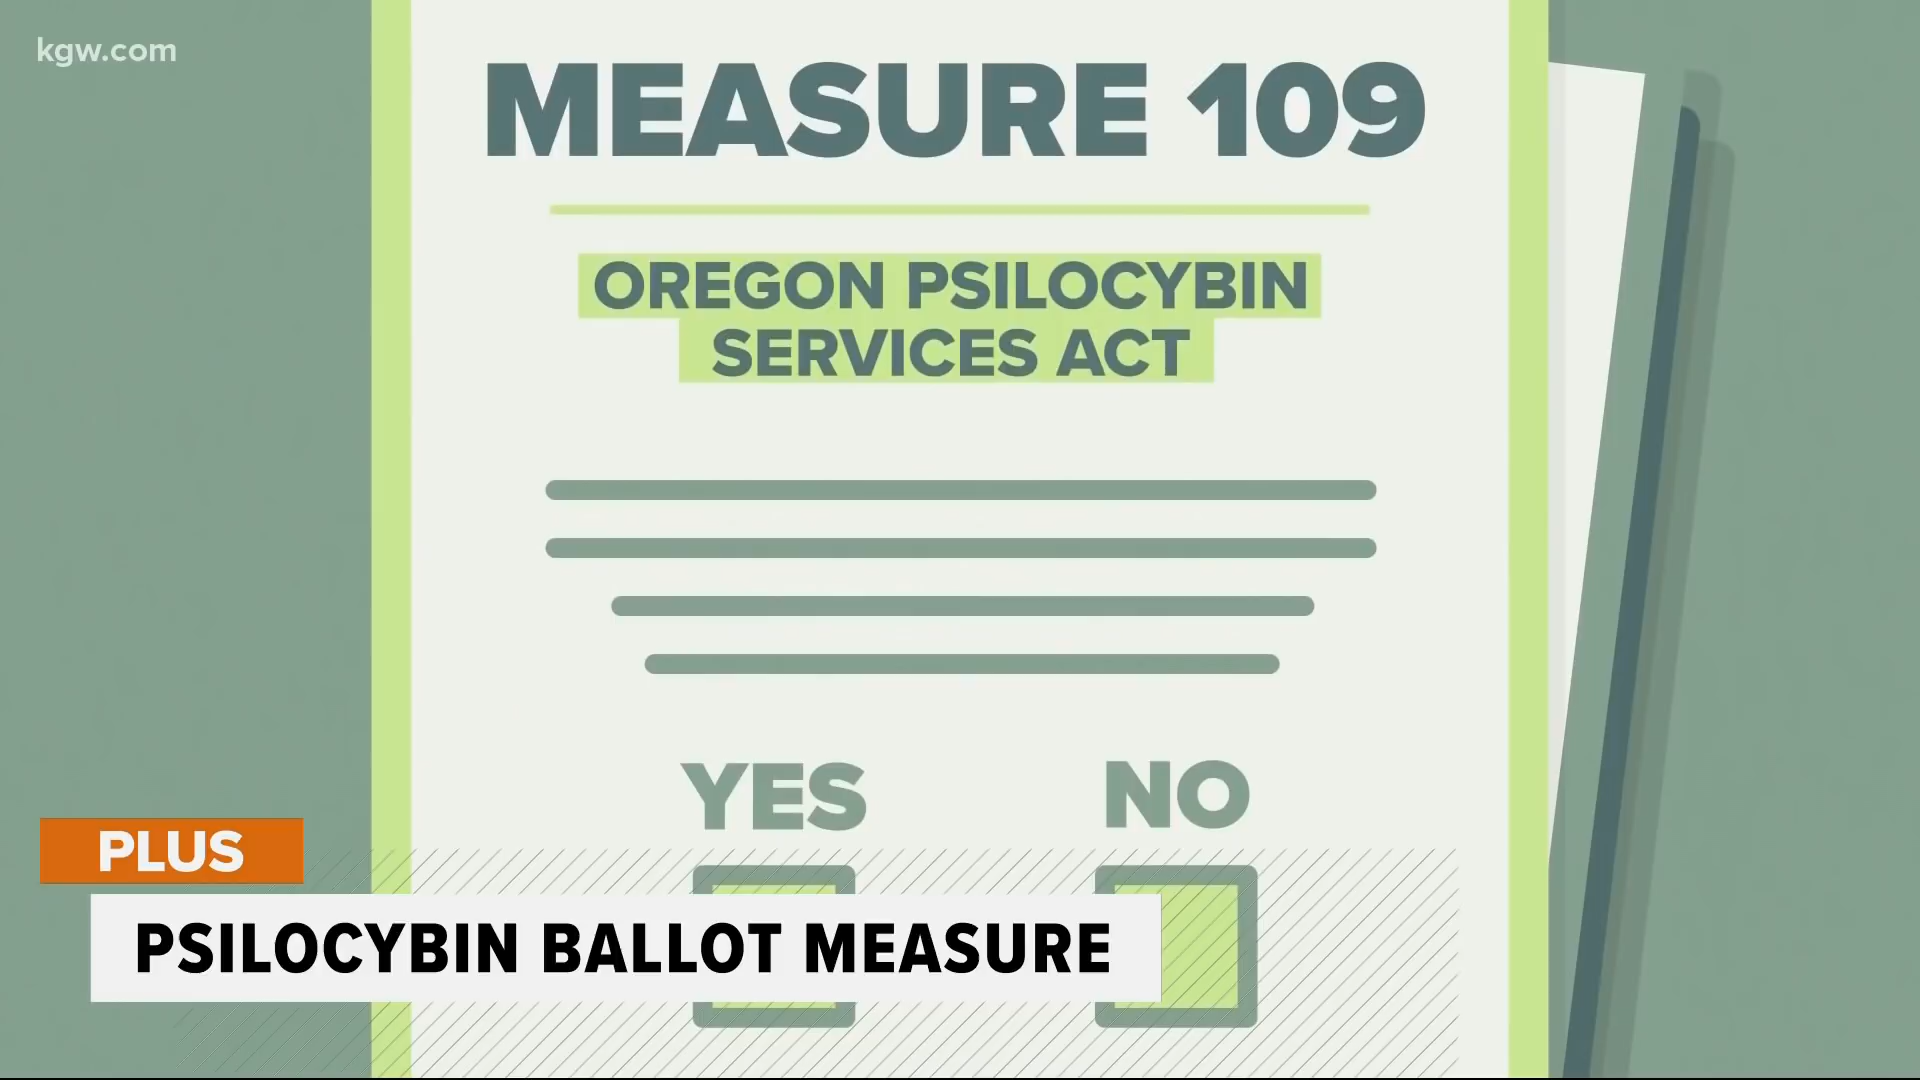 kgw.com
MEASURE 109
OREGON PSILOCYBIN
SERVICES ACT
YES NO
PLUS
PSILOCYBIN BALLOT MEASURE